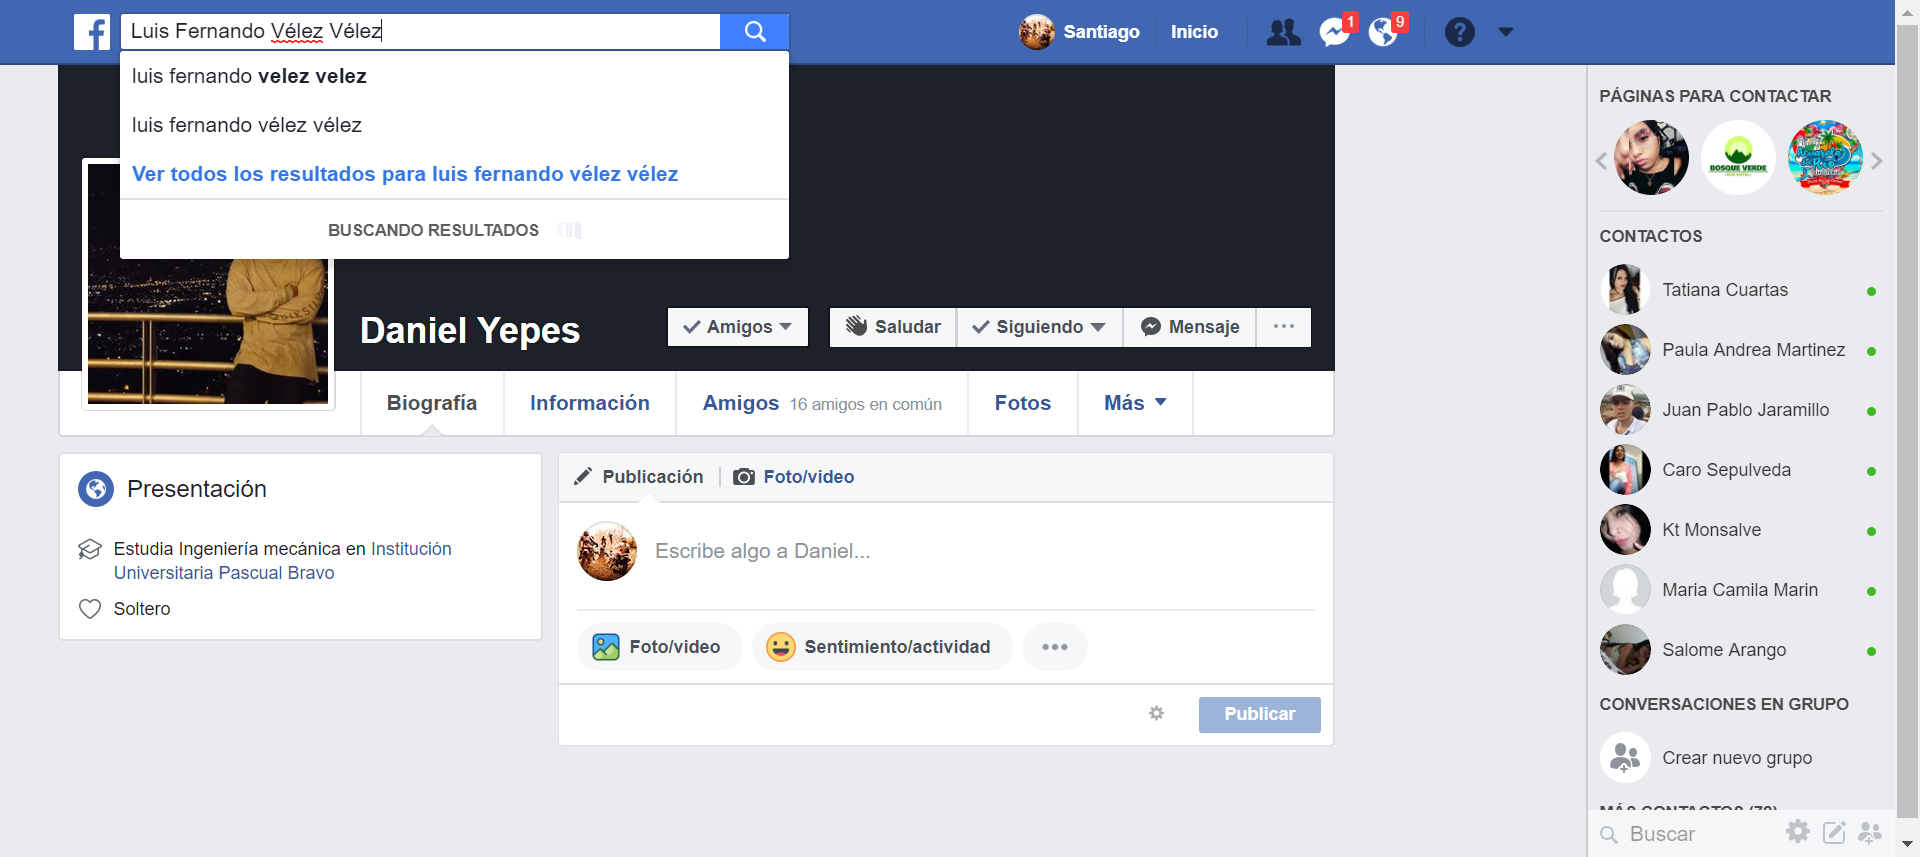 Luis Fernando Vélez Vélez
Santiago
Inicio
1
9
?
luis fernando velez velez
luis fernando vélez vélez
Ver todos los resultados para luis fernando vélez vélez
BUSCANDO RESULTADOS
Daniel Yepes
Amigos
Saludar
Siguiendo
Mensaje
Biografía
Información
Amigos 16 amigos en común
Fotos
Más
Presentación
Estudia Ingeniería mecánica en Institución
Universitaria Pascual Bravo
Soltero
Publicación
Foto/video
Escribe algo a Daniel...
Foto/video
Sentimiento/actividad
Publicar
PÁGINAS PARA CONTACTAR
BOSQUE VERDE
CONTACTOS
Tatiana Cuartas
Paula Andrea Martinez
Juan Pablo Jaramillo
Caro Sepulveda
Kt Monsalve
Maria Camila Marin
Salome Arango
CONVERSACIONES EN GRUPO
Crear nuevo grupo
MÁS CONTACTOS
Buscar